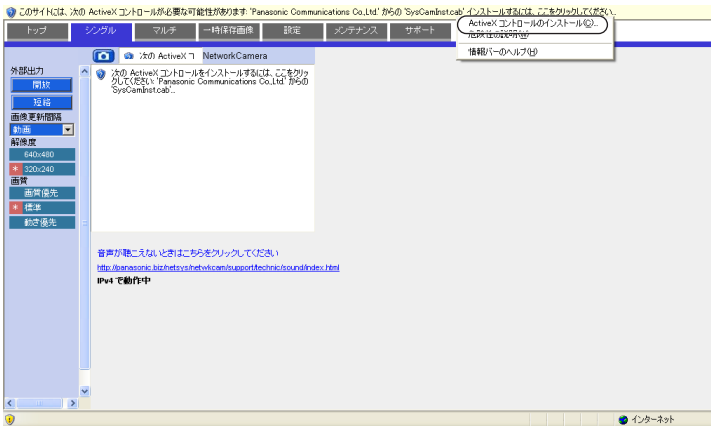 このサイトには、次の ActiveX コントロールが必要な可能性があります: 'Panasonic Communications Co.,Ltd.' からの 'SysCamInst.cab' インストールするには、ここをクリックしてください...
トップ シングル マルチ 一時保存画像 設定 メンテナンス サポート
ActiveX コントロールのインストール(C)...
危険性の説明(W)
情報バーのヘルプ(H)
次の ActiveX コ NetworkCamera
外部出力
開放
短絡
画像更新間隔
動画
解像度
640x480
* 320x240
画質
画質優先
* 標準
動き優先
次の ActiveX コントロールをインストールするには、ここをクリッ
クしてください: 'Panasonic Communications Co.,Ltd.' からの
'SysCamInst.cab'...
音声が聴こえないときはこちらをクリックしてください
http://panasonic.biz/netsys/netwkcam/support/technic/sound/index.html
IPv4 で動作中
インターネット